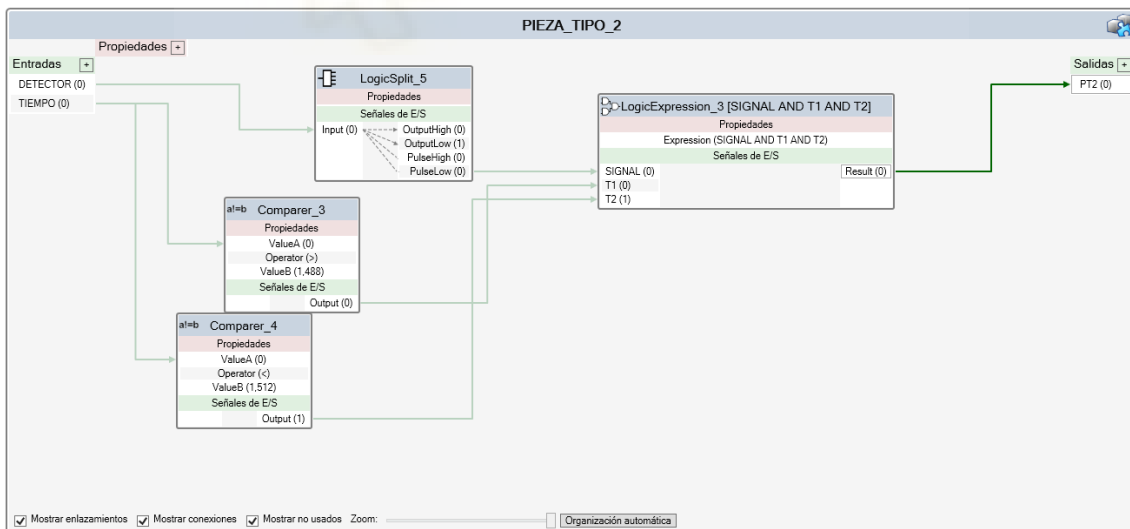 PIEZA_TIPO_2
Propiedades +
Entradas +
DETECTOR (0)
TIEMPO (0)
LogicSplit_5
Propiedades
Señales de E/S
Input (0) OutputHigh (0)
OutputLow (1)
PulseHigh (0)
PulseLow (0)
a!=b Comparer_3
Propiedades
ValueA (0)
Operator (>)
ValueB (1,488)
Señales de E/S
Output (0)
a!=b Comparer_4
Propiedades
ValueA (0)
Operator (<)
ValueB (1,512)
Señales de E/S
Output (1)
LogicExpression_3 [SIGNAL AND T1 AND T2]
Propiedades
Expression (SIGNAL AND T1 AND T2)
Señales de E/S
SIGNAL (0) Result (0)
T1 (0)
T2 (1)
Salidas +
PT2 (0)
Mostrar enlazamientos Mostrar conexiones Mostrar no usados Zoom: Organización automática